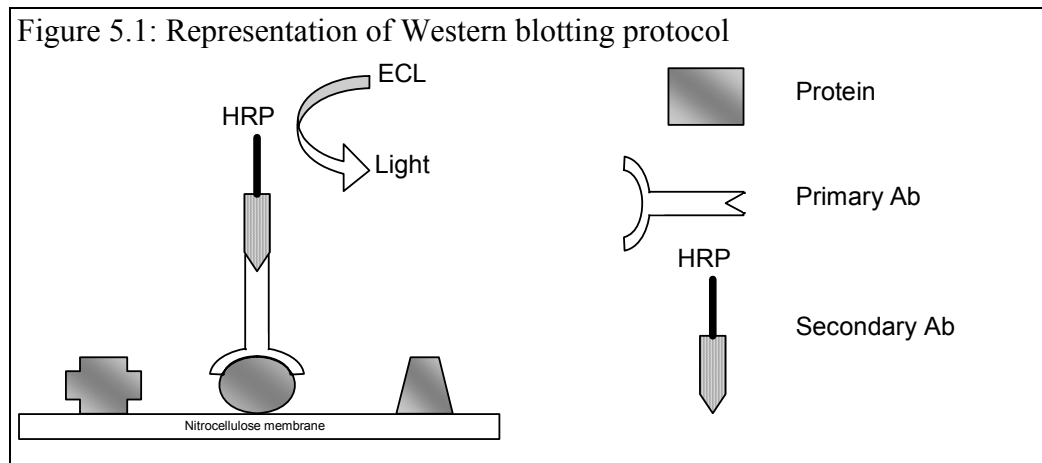 Figure 5.1: Representation of Western blotting protocol
ECL
HRP
Light
Nitrocellulose membrane
Protein
Primary Ab
HRP
Secondary Ab